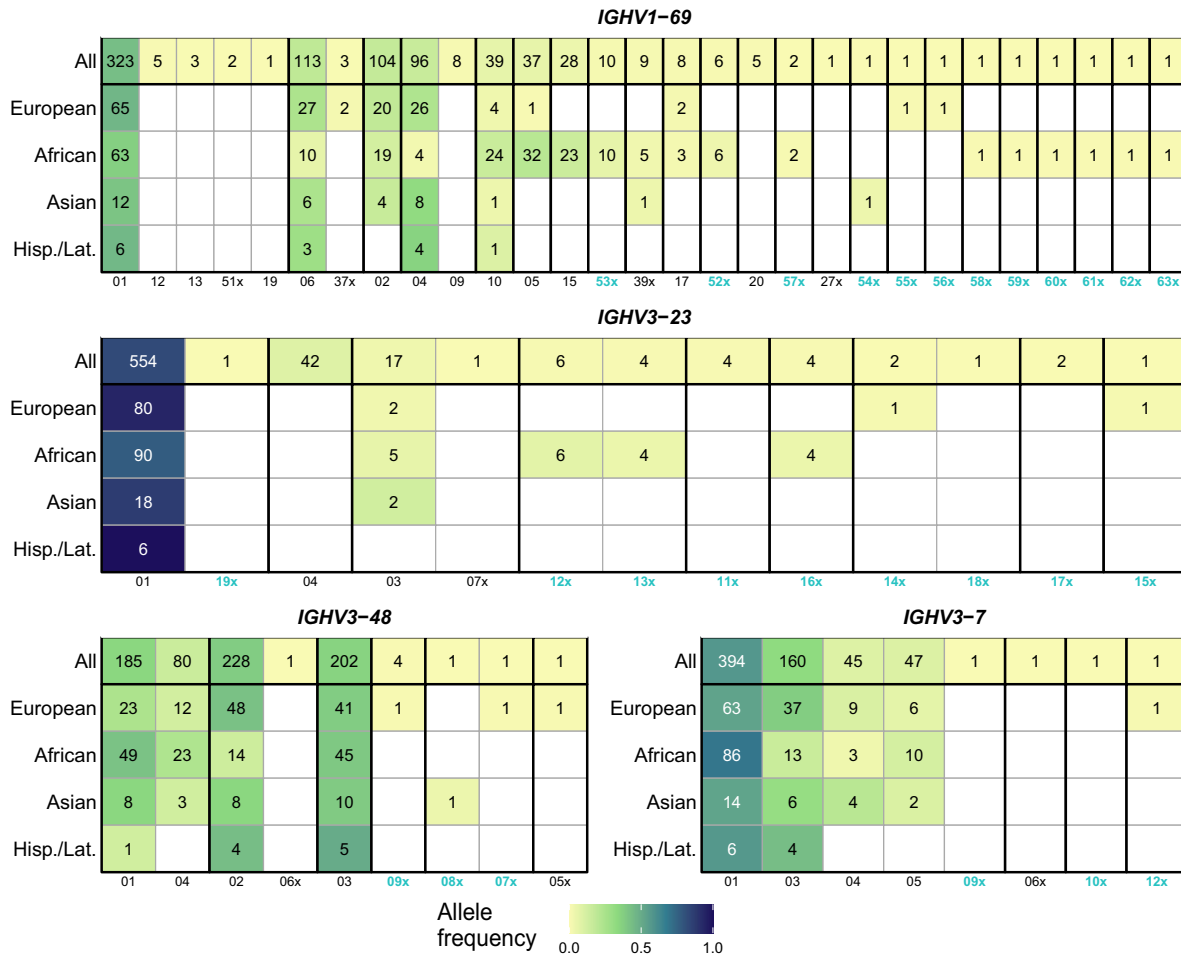 IGHV1−69
All 323 5 3 2 1 113 3 104 96 8 39 37 28 10 9 8 6 5 2 1 1 1 1 1 1 1 1 1 1
European 65 27 2 20 26 4 1 2 1 1
African 63 10 19 4 24 32 23 10 5 3 6 2 1 1 1 1 1 1
Asian 12 6 4 8 1 1 1
Hisp./Lat. 6 3 4 1
01 12 13 51x 19 06 37x 02 04 09 10 05 15 53x 39x 17 52x 20 57x 27x 54x 55x 56x 58x 59x 60x 61x 62x 63x
IGHV3−23
All 554 1 42 17 1 6 4 4 4 2 1 2 1
European 80 2 1 1
African 90 5 6 4 4
Asian 18 2
Hisp./Lat. 6
01 19x 04 03 07x 12x 13x 11x 16x 14x 18x 17x 15x
IGHV3−48
All 185 80 228 1 202 4 1 1 1
European 23 12 48 41 1 1 1
African 49 23 14 45
Asian 8 3 8 10 1
Hisp./Lat. 1 4 5
01 04 02 06x 03 09x 08x 07x 05x
IGHV3−7
All 394 160 45 47 1 1 1 1
European 63 37 9 6 1
African 86 13 3 10
Asian 14 6 4 2
Hisp./Lat. 6 4
01 03 04 05 09x 06x 10x 12x
Allele
frequency
0.0 0.5 1.0